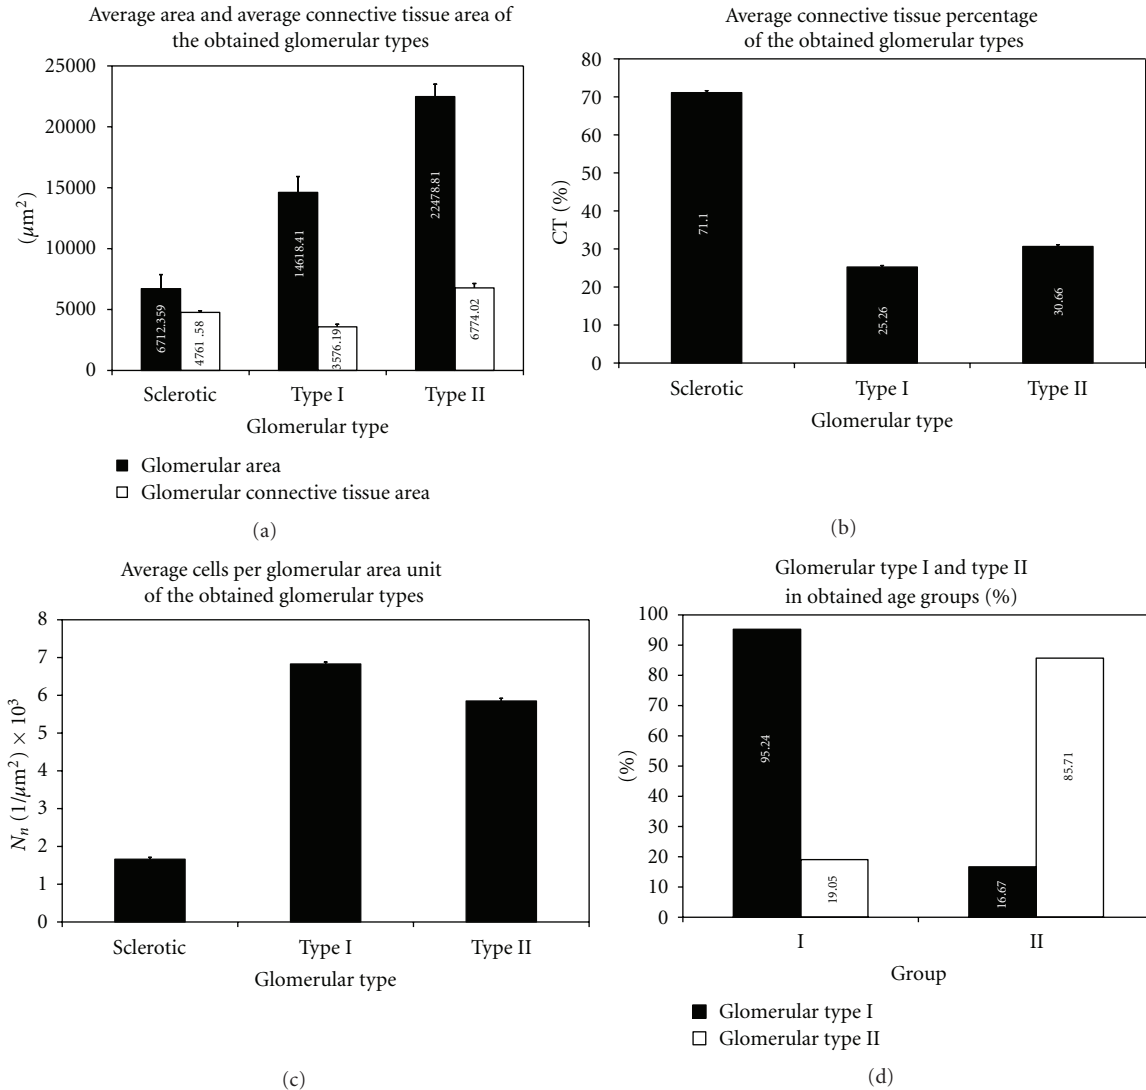 Average area and average connective tissue area of
the obtained glomerular types
25000
20000
15000
10000
5000
0
(μm²)
6712.359
4761 .58
14618.41
3576.19
22478.81
6774.02
Sclerotic Type I Type II
Glomerular type
Glomerular area
Glomerular connective tissue area
(a)
Average connective tissue percentage
of the obtained glomerular types
80
70
60
50
40
30
20
10
0
CT (%)
71.1
25.26
30.66
Sclerotic Type I Type II
Glomerular type
(b)
Average cells per glomerular area unit
of the obtained glomerular types
8
7
6
5
4
3
2
1
0
Nₙ (1/μm²) × 10³
Sclerotic Type I Type II
Glomerular type
(c)
Glomerular type I and type II
in obtained age groups (%)
100
90
80
70
60
50
40
30
20
10
0
(%)
95.24
19.05
16.67
85.71
I II
Group
Glomerular type I
Glomerular type II
(d)